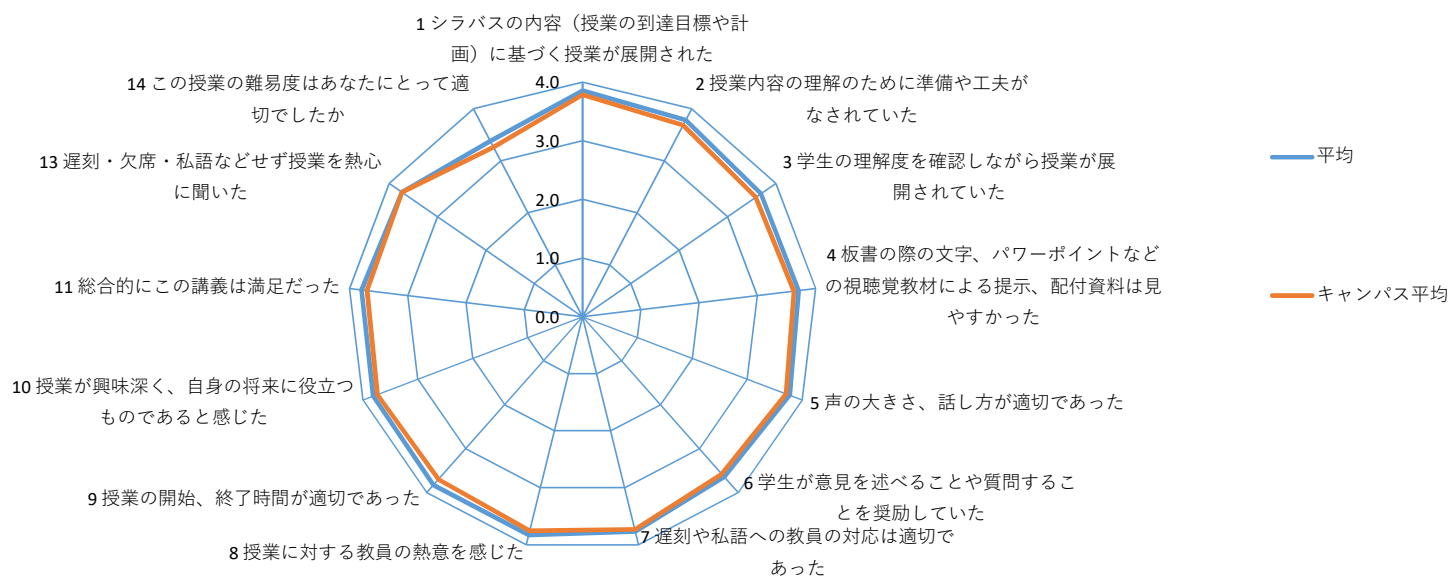 1 シラバスの内容（授業の到達目標や計
画）に基づく授業が展開された
2 授業内容の理解のために準備や工夫が
なされていた
3 学生の理解度を確認しながら授業が展
開されていた
4 板書の際の文字、パワーポイントなど
の視聴覚教材による提示、配付資料は見
やすかった
5 声の大きさ、話し方が適切であった
6 学生が意見を述べることや質問するこ
とを奨励していた
7 遅刻や私語への教員の対応は適切で
あった
8 授業に対する教員の熱意を感じた
9 授業の開始、終了時間が適切であった
10 授業が興味深く、自身の将来に役立つ
ものであると感じた
11 総合的にこの講義は満足だった
13 遅刻・欠席・私語などせず授業を熱心
に聞いた
14 この授業の難易度はあなたにとって適
切でしたか
4.0
3.0
2.0
1.0
0.0
平均
キャンパス平均